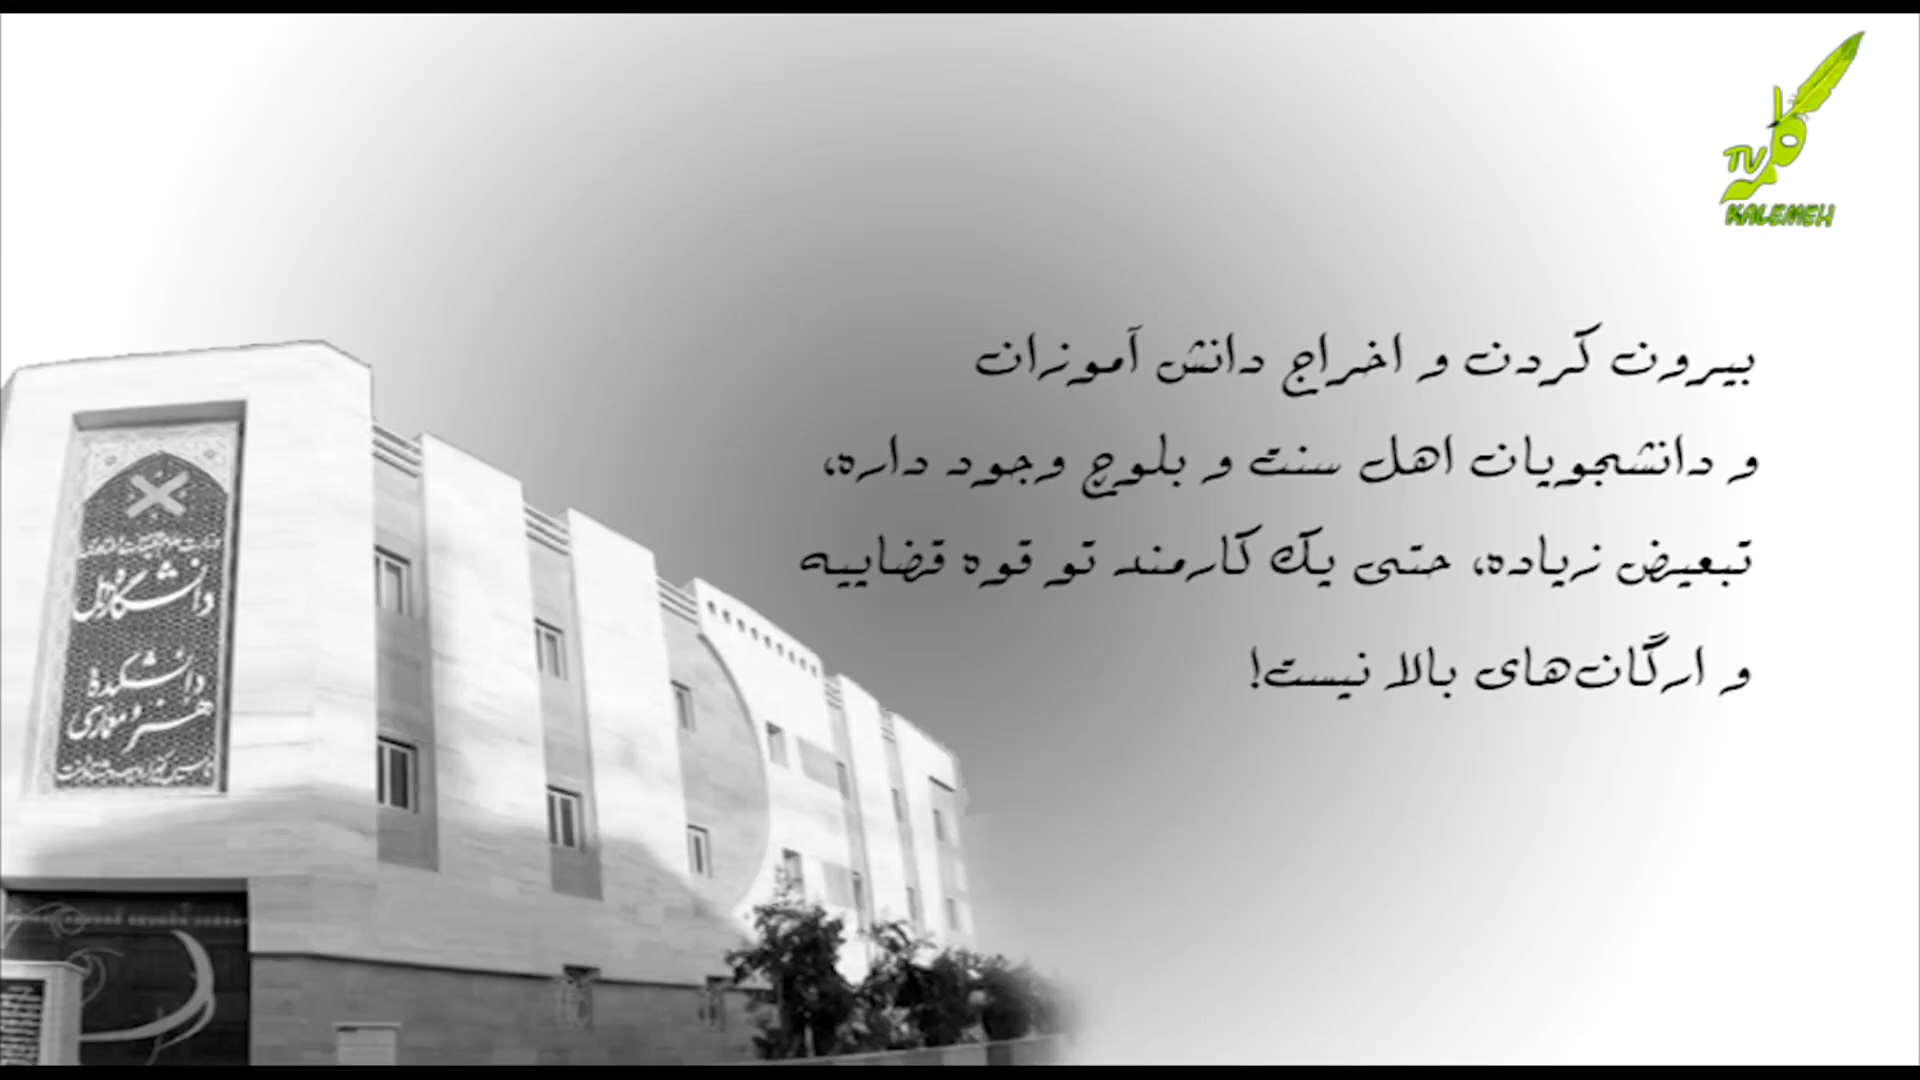 TV
KALEMEH
بیرون کردن و اخراج دانش آموزان
و دانشجویان اهل سنت و بلوچ وجود داره،
تبعیض زیاده، حتی یک کارمند تو قوه قضاییه
و ارگان‌های بالا نیست!
دانشگاه زابل
دانشکده
هنر و معماری